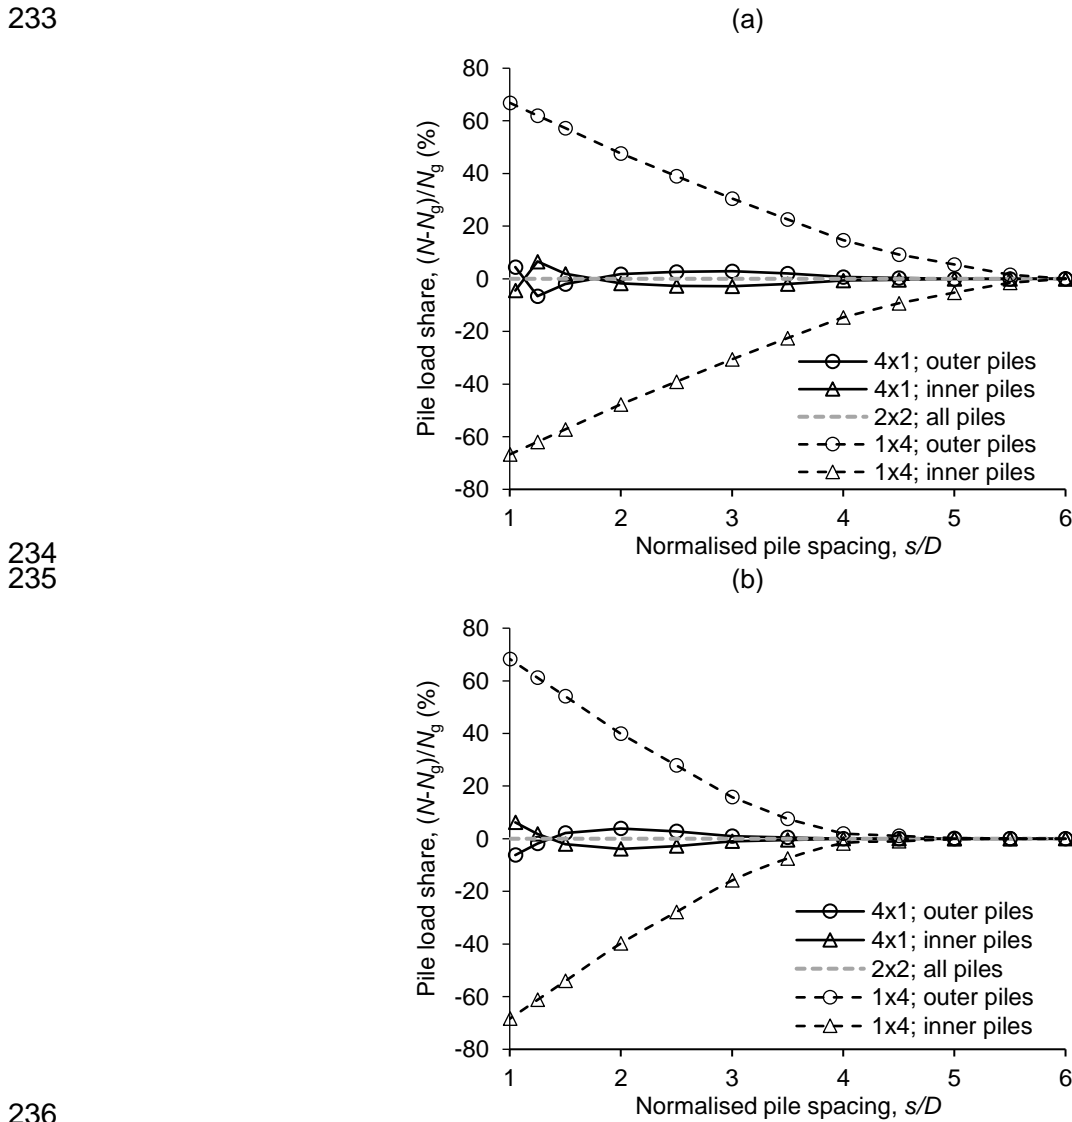 233
(a)
80
60
40
20
0
-20
-40
-60
-80
Pile load share, (N-Ng)/Ng (%)
4x1; outer piles
4x1; inner piles
2x2; all piles
1x4; outer piles
1x4; inner piles
1 2 3 4 5 6
Normalised pile spacing, s/D
234
235
(b)
80
60
40
20
0
-20
-40
-60
-80
Pile load share, (N-Ng)/Ng (%)
4x1; outer piles
4x1; inner piles
2x2; all piles
1x4; outer piles
1x4; inner piles
1 2 3 4 5 6
Normalised pile spacing, s/D
236